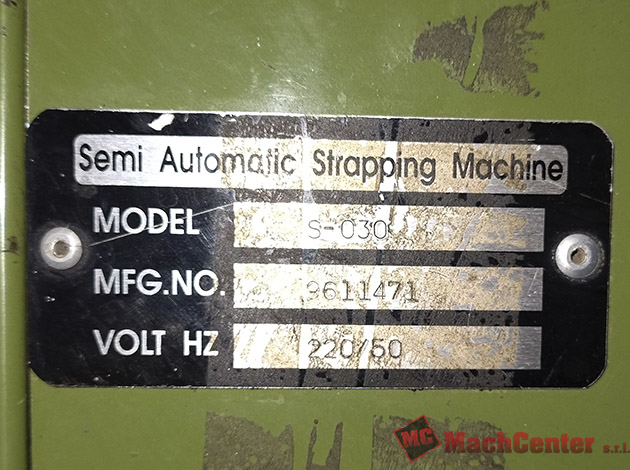 Semi Automatic Strapping Machine
MODEL S-030
MFG.NO. 9611471
VOLT HZ 220/50
MC MachCenter s.r.l.